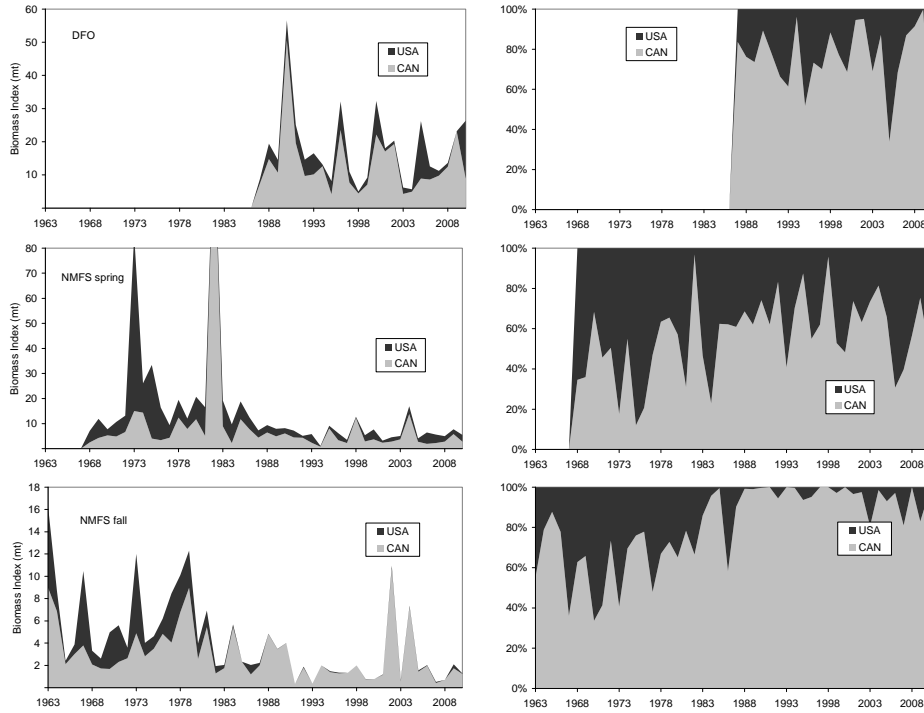 DFO
Biomass Index (mt)
60
50
40
30
20
10
USA
CAN
1963 1968 1973 1978 1983 1988 1993 1998 2003 2008
100%
80%
60%
40%
20%
0%
USA
CAN
1963 1968 1973 1978 1983 1988 1993 1998 2003 2008
NMFS spring
Biomass Index (mt)
80
70
60
50
40
30
20
10
USA
CAN
1963 1968 1973 1978 1983 1988 1993 1998 2003 2008
100%
80%
60%
40%
20%
0%
USA
CAN
1963 1968 1973 1978 1983 1988 1993 1998 2003 2008
NMFS fall
Biomass Index (mt)
18
16
14
12
10
8
6
4
2
USA
CAN
1963 1968 1973 1978 1983 1988 1993 1998 2003 2008
100%
80%
60%
40%
20%
0%
USA
CAN
1963 1968 1973 1978 1983 1988 1993 1998 2003 2008